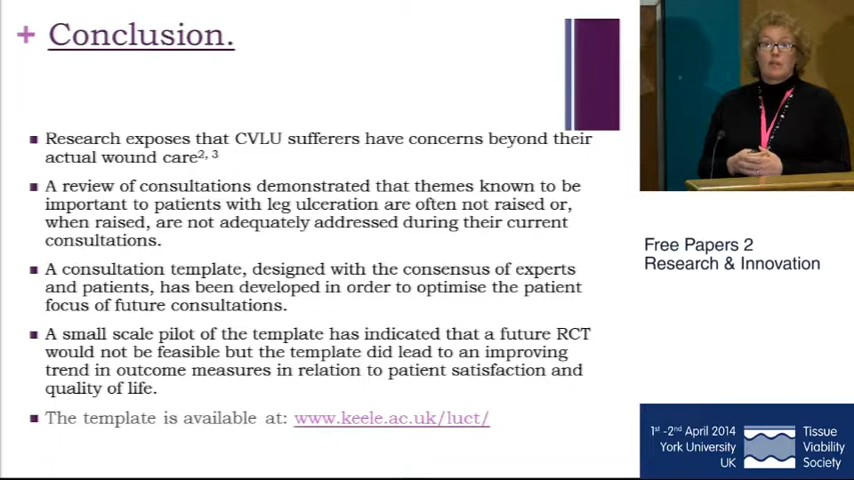 + Conclusion.
Research exposes that CVLU sufferers have concerns beyond their
actual wound care2, 3
A review of consultations demonstrated that themes known to be
important to patients with leg ulceration are often not raised or,
when raised, are not adequately addressed during their current
consultations.
A consultation template, designed with the consensus of experts
and patients, has been developed in order to optimise the patient
focus of future consultations.
A small scale pilot of the template has indicated that a future RCT
would not be feasible but the template did lead to an improving
trend in outcome measures in relation to patient satisfaction and
quality of life.
The template is available at: www.keele.ac.uk/luct/
Free Papers 2
Research & Innovation
1st -2nd April 2014
York University
UK
Tissue
Viability
Society